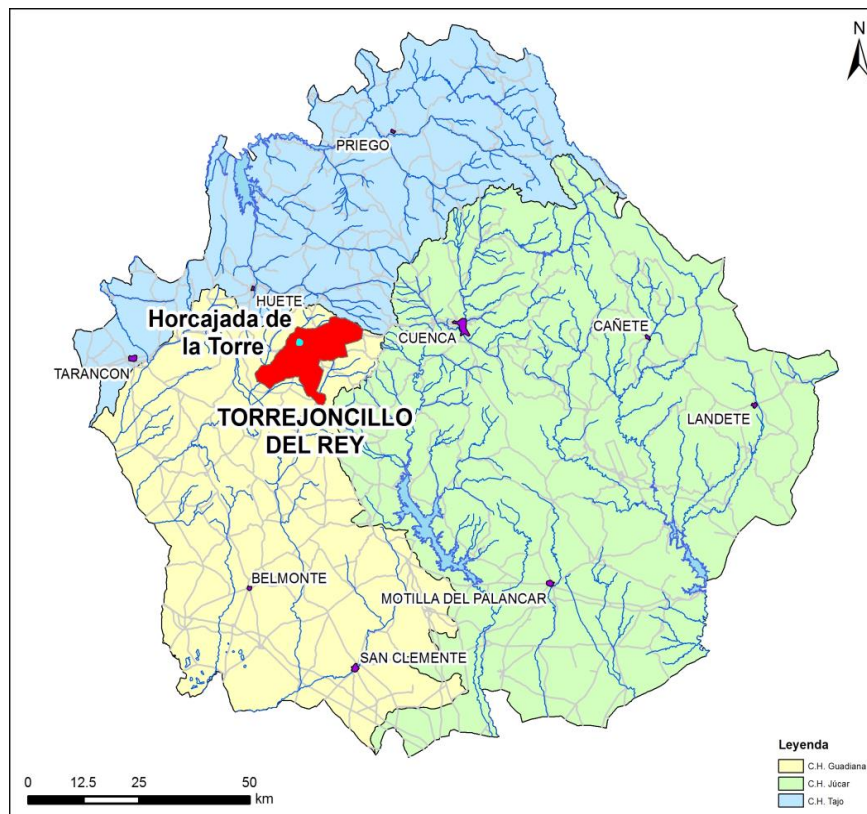 N
PRIEGO
HUETE
Horcajada de
la Torre
CUENCA
CAÑETE
TARANCON
LANDETE
TORREJONCILLO
DEL REY
BELMONTE
MOTILLA DEL PALANCAR
SAN CLEMENTE
Leyenda
C.H. Guadiana
C.H. Júcar
C.H. Tajo
0 12.5 25 50
km